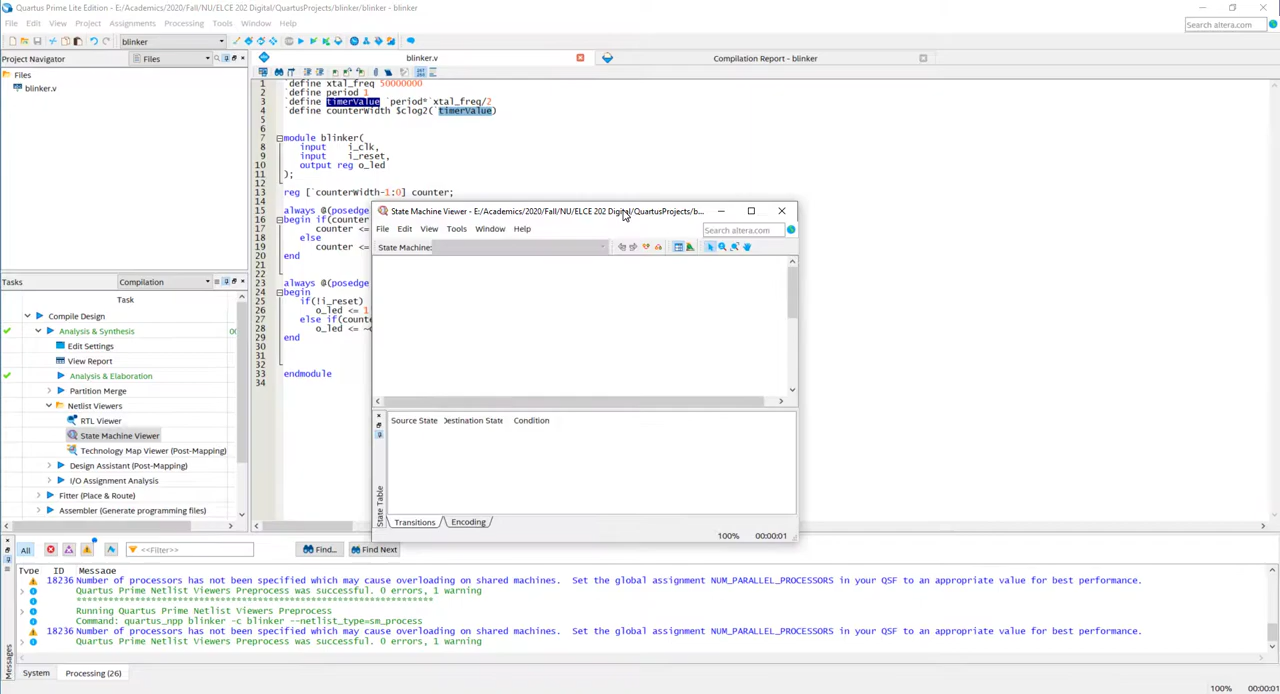 Quartus Prime Lite Edition - E:/Academics/2020/Fall/NU/ELCE 202 Digital/QuartusProjects/blinker/blinker - blinker
File Edit View Project Assignments Processing Tools Window Help
Search altera.com
blinker
Project Navigator Files
blinker.v
Compilation Report - blinker
Files
blinker.v
1 `define xtal_freq 50000000
2 `define period 1
3 `define timerValue `period*`xtal_freq/2
4 `define counterWidth $clog2(`timerValue)
5
6
7 module blinker(
8 input i_clk,
9 input i_reset,
10 output reg o_led
11 );
12
13 reg [`counterWidth-1:0] counter;
14
15 always @(posedge
16 begin if(counter
17 counter <=
18 else
19 counter <=
20 end
21
22
23 always @(posedge
24 begin
25 if(!i_reset)
26 o_led <= 1
27 else if(counte
28 o_led <= ~o
29 end
30
31
32
33 endmodule
34
State Machine Viewer - E:/Academics/2020/Fall/NU/ELCE 202 Digital/QuartusProjects/b...
File Edit View Tools Window Help
Search altera.com
State Machine:
Source State Destination State Condition
State Table
Transitions Encoding
100% 00:00:01
Tasks Compilation
Task
Compile Design
Analysis & Synthesis 00
Edit Settings
View Report
Analysis & Elaboration
Partition Merge
Netlist Viewers
RTL Viewer
State Machine Viewer
Technology Map Viewer (Post-Mapping)
Design Assistant (Post-Mapping)
I/O Assignment Analysis
Fitter (Place & Route)
Assembler (Generate programming files)
All <<Filter>> Find... Find Next
Type ID Message
18236 Number of processors has not been specified which may cause overloading on shared machines. Set the global assignment NUM_PARALLEL_PROCESSORS in your QSF to an appropriate value for best performance.
Quartus Prime Netlist Viewers Preprocess was successful. 0 errors, 1 warning
*******************************************************************
Running Quartus Prime Netlist Viewers Preprocess
Command: quartus_npp blinker -c blinker --netlist_type=sm_process
18236 Number of processors has not been specified which may cause overloading on shared machines. Set the global assignment NUM_PARALLEL_PROCESSORS in your QSF to an appropriate value for best performance.
Quartus Prime Netlist Viewers Preprocess was successful. 0 errors, 1 warning
Messages
System Processing (26)
100% 00:00:01